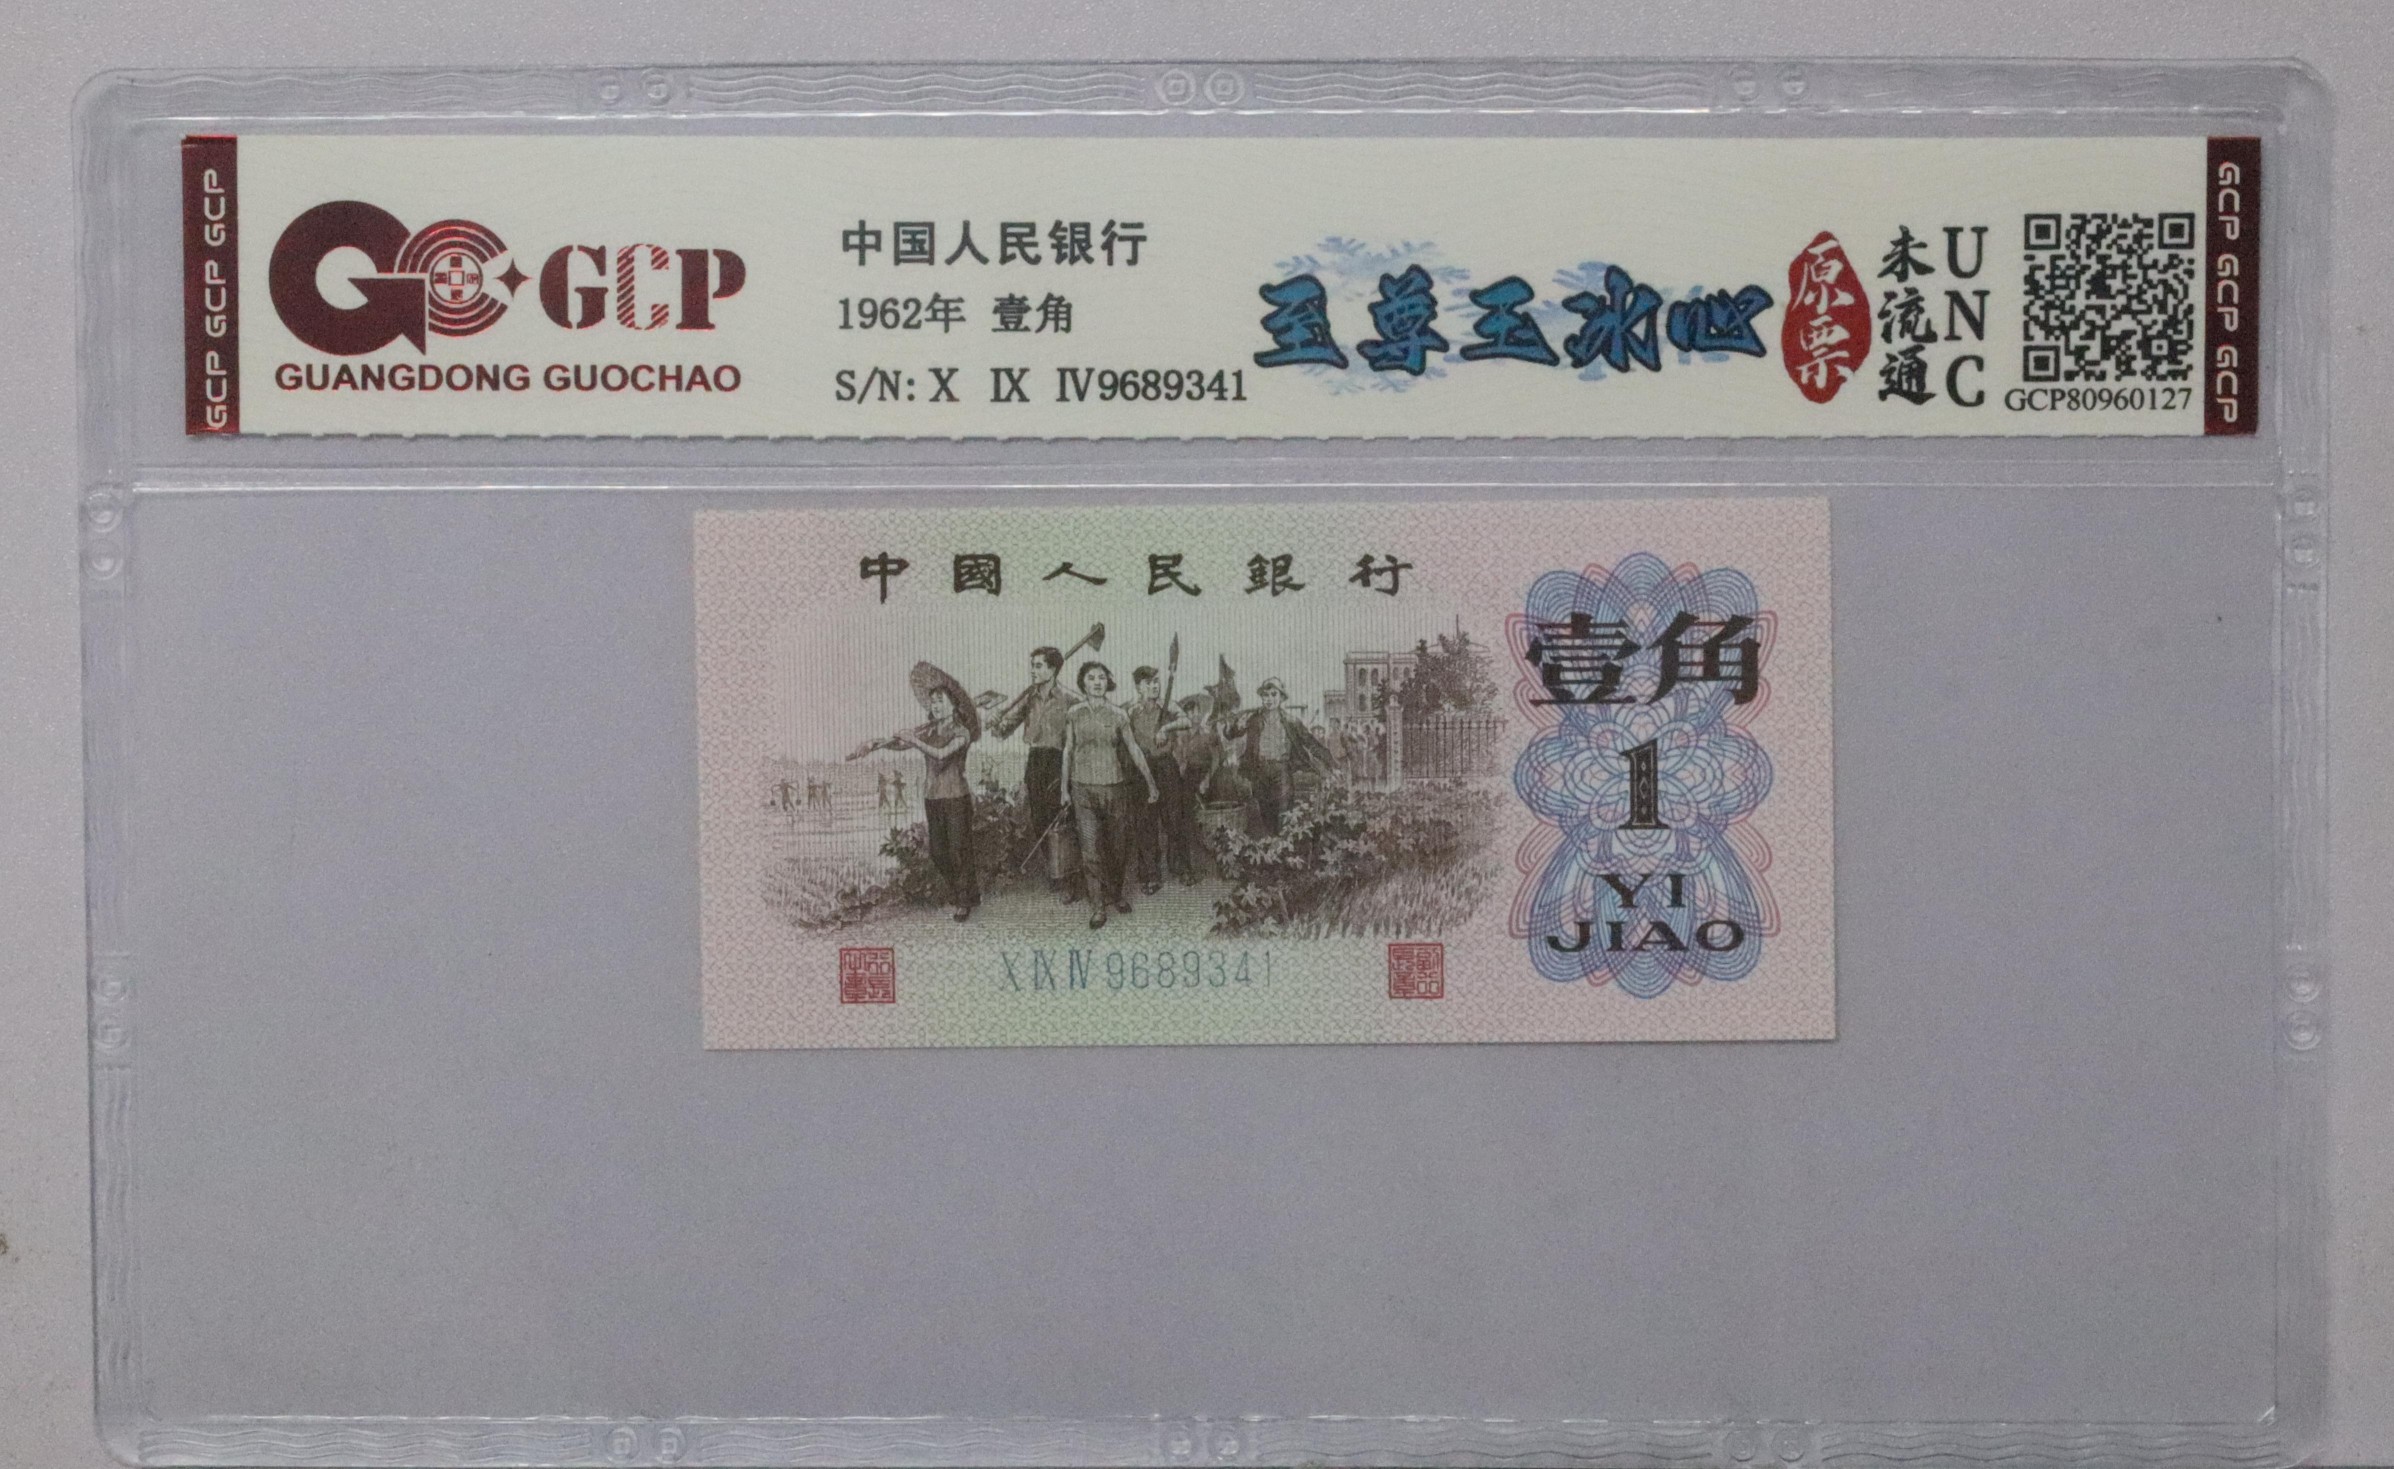 GCP GCP GCP
GCP
GUANGDONG GUOCHAO
中国人民银行
1962年 壹角
S/N: X IX IV9689341
至尊玉冰心
原票
未流通
UNC
GCP80960127
GCP GCP GCP
中國人民銀行
壹角
1
YI
JIAO
X IX IV 9689341